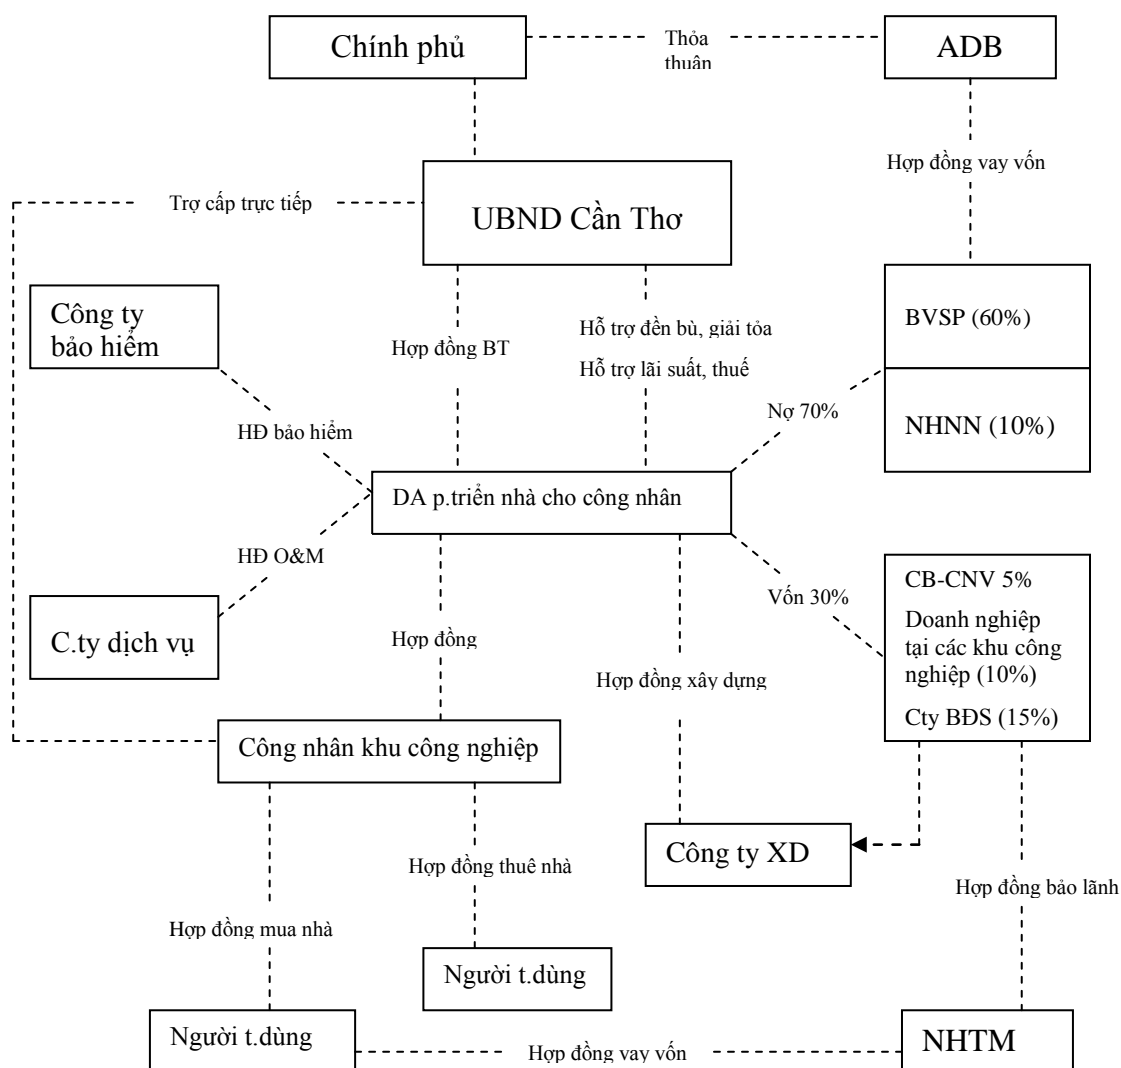 Chính phủ
Thỏa
thuận
ADB
Hợp đồng vay vốn
Trợ cấp trực tiếp
UBND Cần Thơ
Công ty
bảo hiểm
Hợp đồng BT
Hỗ trợ đền bù, giải tỏa
Hỗ trợ lãi suất, thuế
BVSP (60%)
Nợ 70%
NHNN (10%)
HĐ bảo hiểm
DA p.triển nhà cho công nhân
HĐ O&M
Vốn 30%
CB-CNV 5%
Doanh nghiệp
tại các khu công
nghiệp (10%)
Cty BĐS (15%)
C.ty dịch vụ
Hợp đồng
Hợp đồng xây dựng
Công nhân khu công nghiệp
Công ty XD
Hợp đồng thuê nhà
Hợp đồng bảo lãnh
Hợp đồng mua nhà
Người t.dùng
Người t.dùng
Hợp đồng vay vốn
NHTM